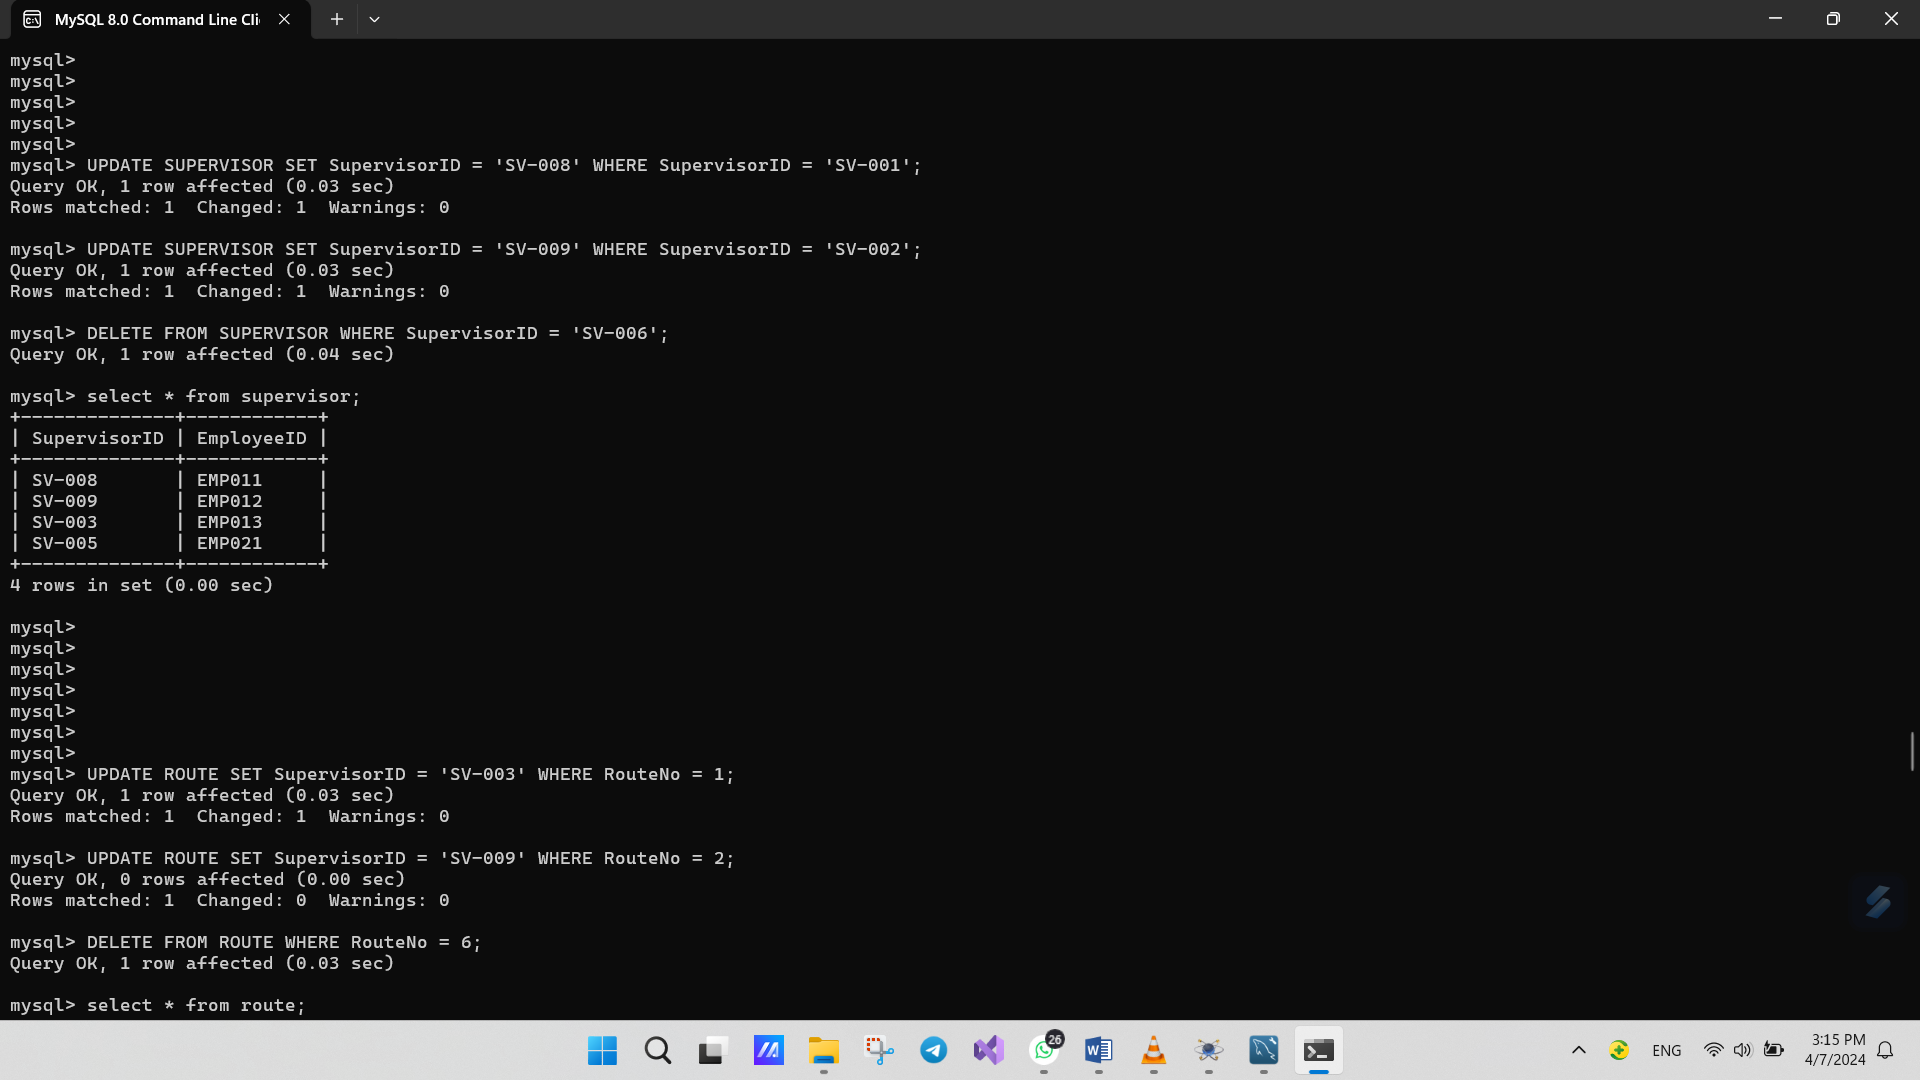 MySQL 8.0 Command Line Cli
mysql>
mysql>
mysql>
mysql>
mysql>
mysql> UPDATE SUPERVISOR SET SupervisorID = 'SV-008' WHERE SupervisorID = 'SV-001';
Query OK, 1 row affected (0.03 sec)
Rows matched: 1  Changed: 1  Warnings: 0
mysql> UPDATE SUPERVISOR SET SupervisorID = 'SV-009' WHERE SupervisorID = 'SV-002';
Query OK, 1 row affected (0.03 sec)
Rows matched: 1  Changed: 1  Warnings: 0
mysql> DELETE FROM SUPERVISOR WHERE SupervisorID = 'SV-006';
Query OK, 1 row affected (0.04 sec)
mysql> select * from supervisor;
+--------------+------------+
| SupervisorID | EmployeeID |
+--------------+------------+
| SV-008       | EMP011     |
| SV-009       | EMP012     |
| SV-003       | EMP013     |
| SV-005       | EMP021     |
+--------------+------------+
4 rows in set (0.00 sec)
mysql>
mysql>
mysql>
mysql>
mysql>
mysql>
mysql>
mysql> UPDATE ROUTE SET SupervisorID = 'SV-003' WHERE RouteNo = 1;
Query OK, 1 row affected (0.03 sec)
Rows matched: 1  Changed: 1  Warnings: 0
mysql> UPDATE ROUTE SET SupervisorID = 'SV-009' WHERE RouteNo = 2;
Query OK, 0 rows affected (0.00 sec)
Rows matched: 1  Changed: 0  Warnings: 0
mysql> DELETE FROM ROUTE WHERE RouteNo = 6;
Query OK, 1 row affected (0.03 sec)
mysql> select * from route;
26
ENG
3:15 PM
4/7/2024